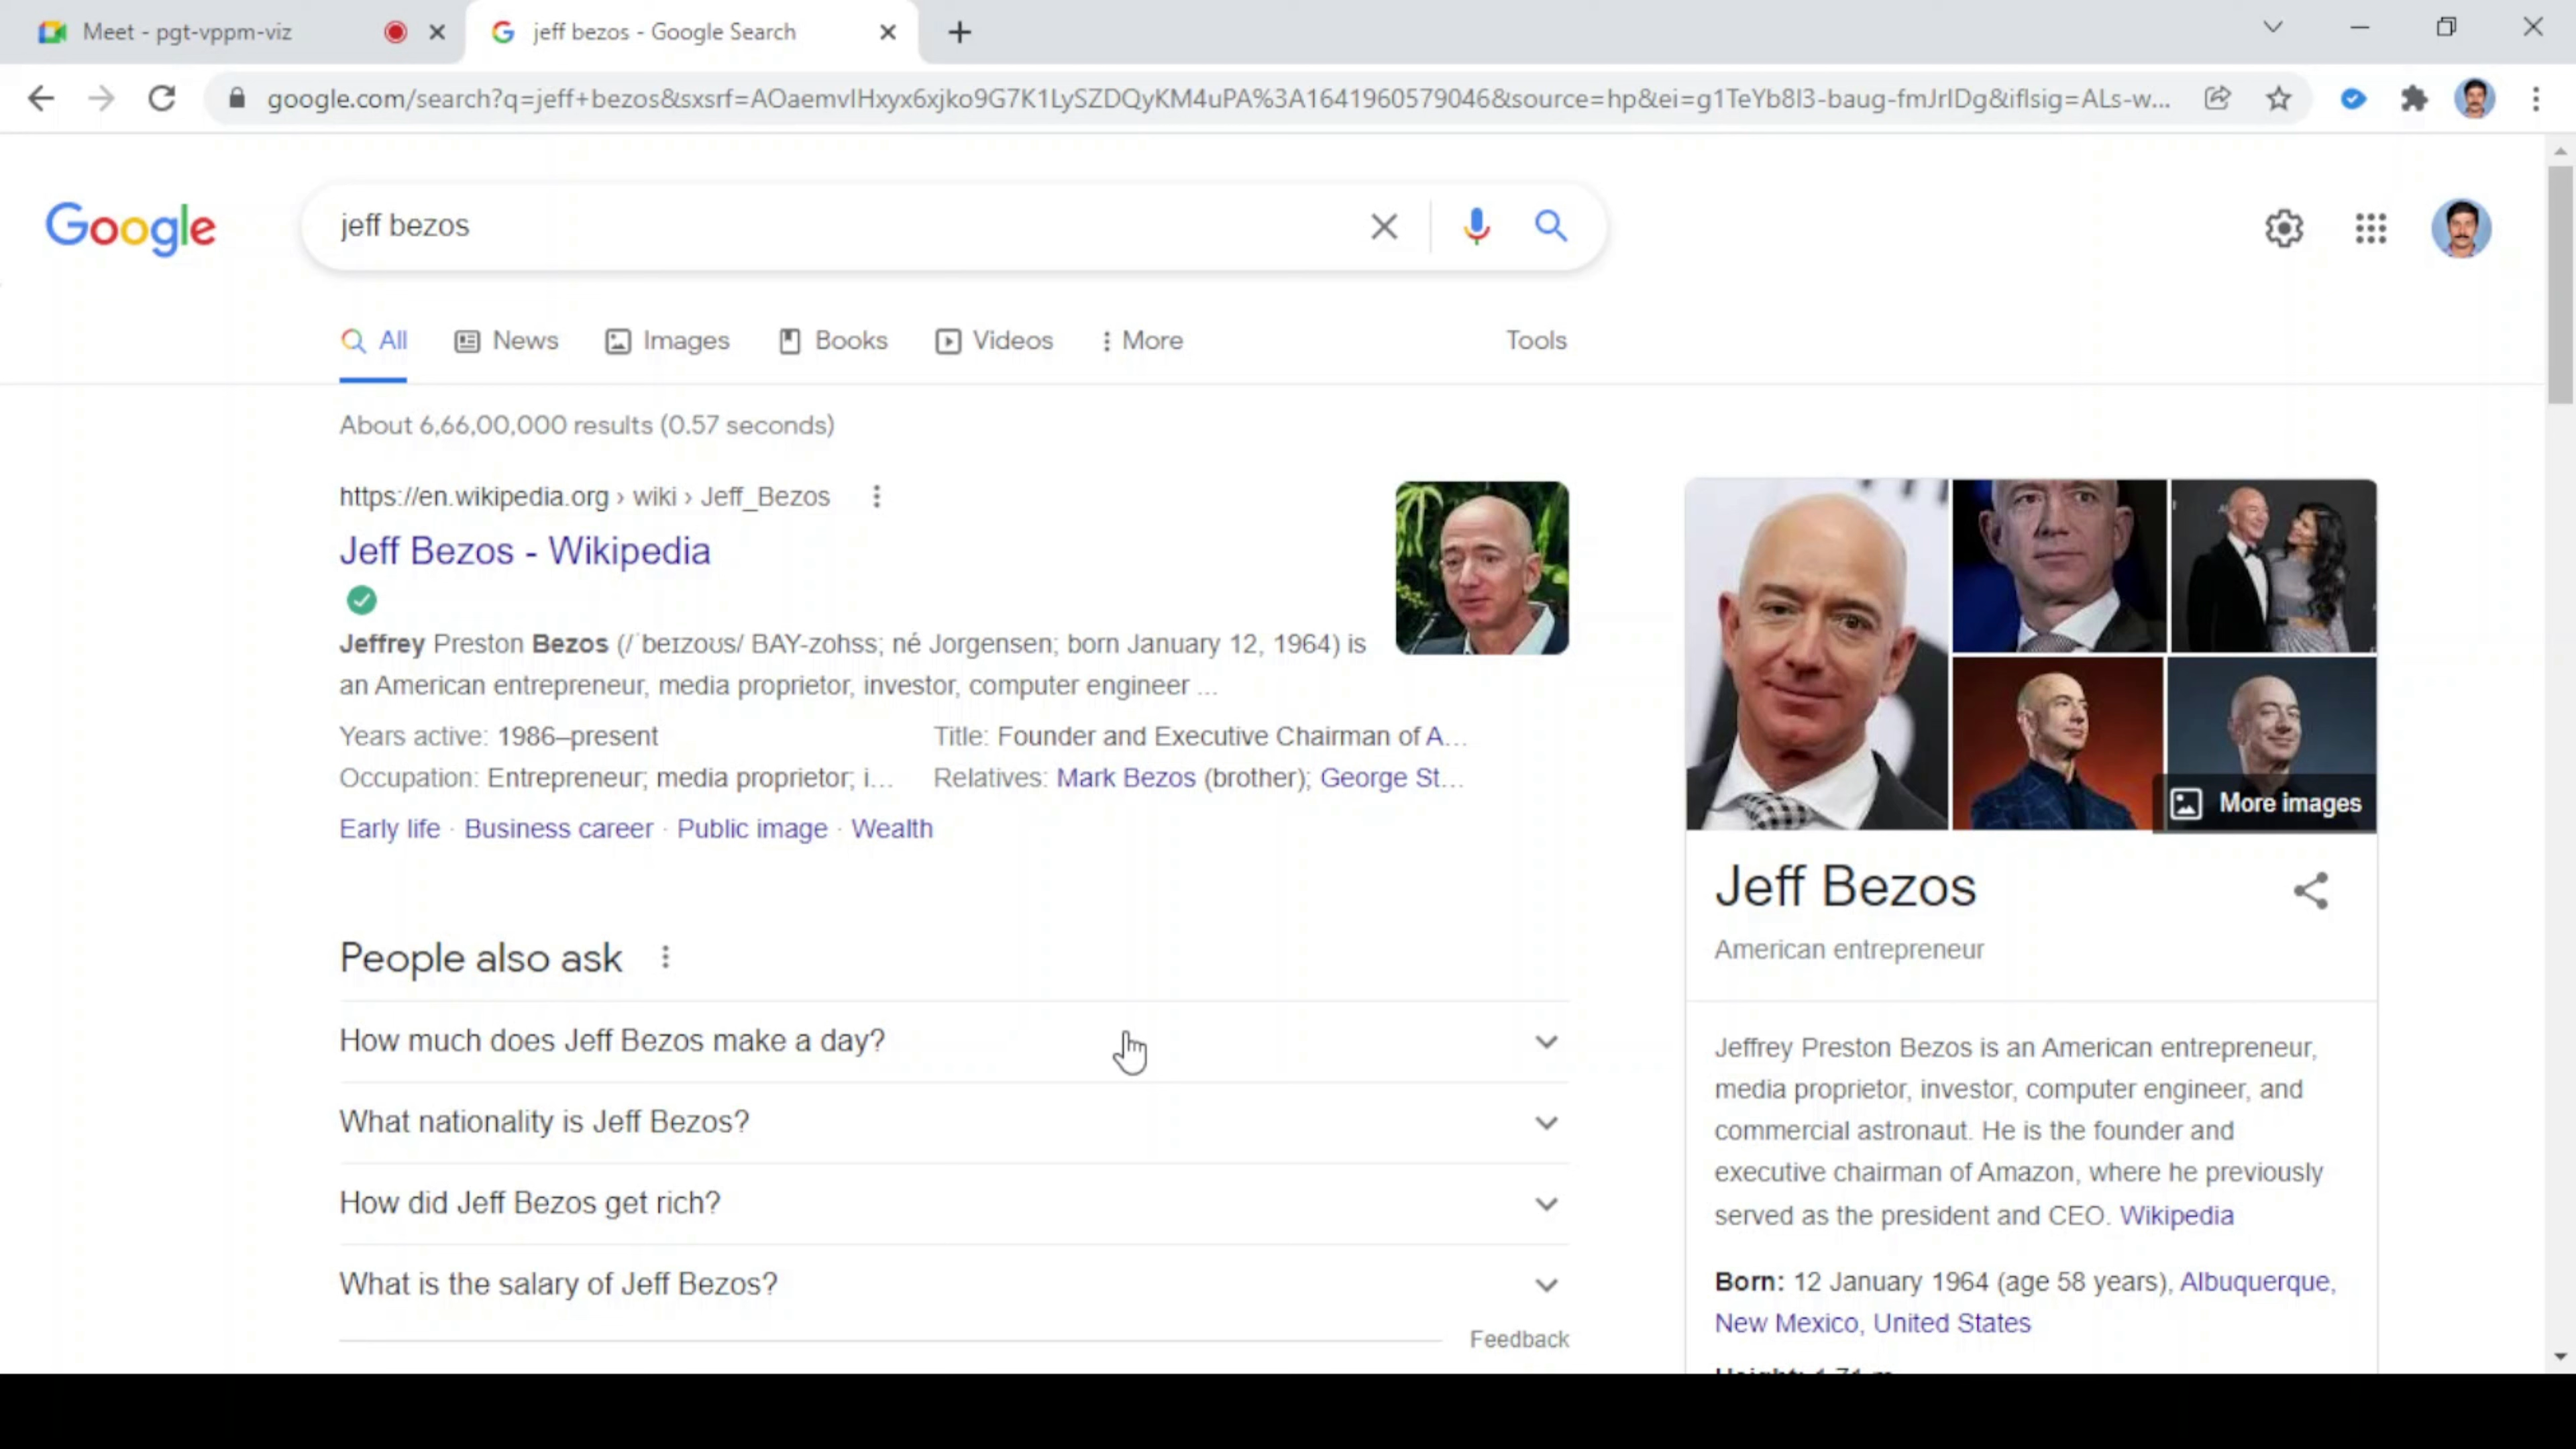 Meet - pgt-vppm-viz
jeff bezos - Google Search
google.com/search?q=jeff+bezos&sxsrf=AOaemvIHxyx6xjko9G7K1LySZDQyKM4uPA%3A1641960579046&source=hp&ei=g1TeYb8I3-baug-fmJrIDg&iflsig=ALs-w...
Google
jeff bezos
All
News
Images
Books
Videos
More
Tools
About 6,66,00,000 results (0.57 seconds)
https://en.wikipedia.org › wiki › Jeff_Bezos
Jeff Bezos - Wikipedia
Jeffrey Preston Bezos (/ˈbeɪzoʊs/ BAY-zohss; né Jorgensen; born January 12, 1964) is
an American entrepreneur, media proprietor, investor, computer engineer ...
Years active: 1986–present
Title: Founder and Executive Chairman of A...
Occupation: Entrepreneur; media proprietor; i...
Relatives: Mark Bezos (brother); George St...
Early life · Business career · Public image · Wealth
People also ask
How much does Jeff Bezos make a day?
What nationality is Jeff Bezos?
How did Jeff Bezos get rich?
What is the salary of Jeff Bezos?
Feedback
More images
Jeff Bezos
American entrepreneur
Jeffrey Preston Bezos is an American entrepreneur,
media proprietor, investor, computer engineer, and
commercial astronaut. He is the founder and
executive chairman of Amazon, where he previously
served as the president and CEO. Wikipedia
Born: 12 January 1964 (age 58 years), Albuquerque,
New Mexico, United States